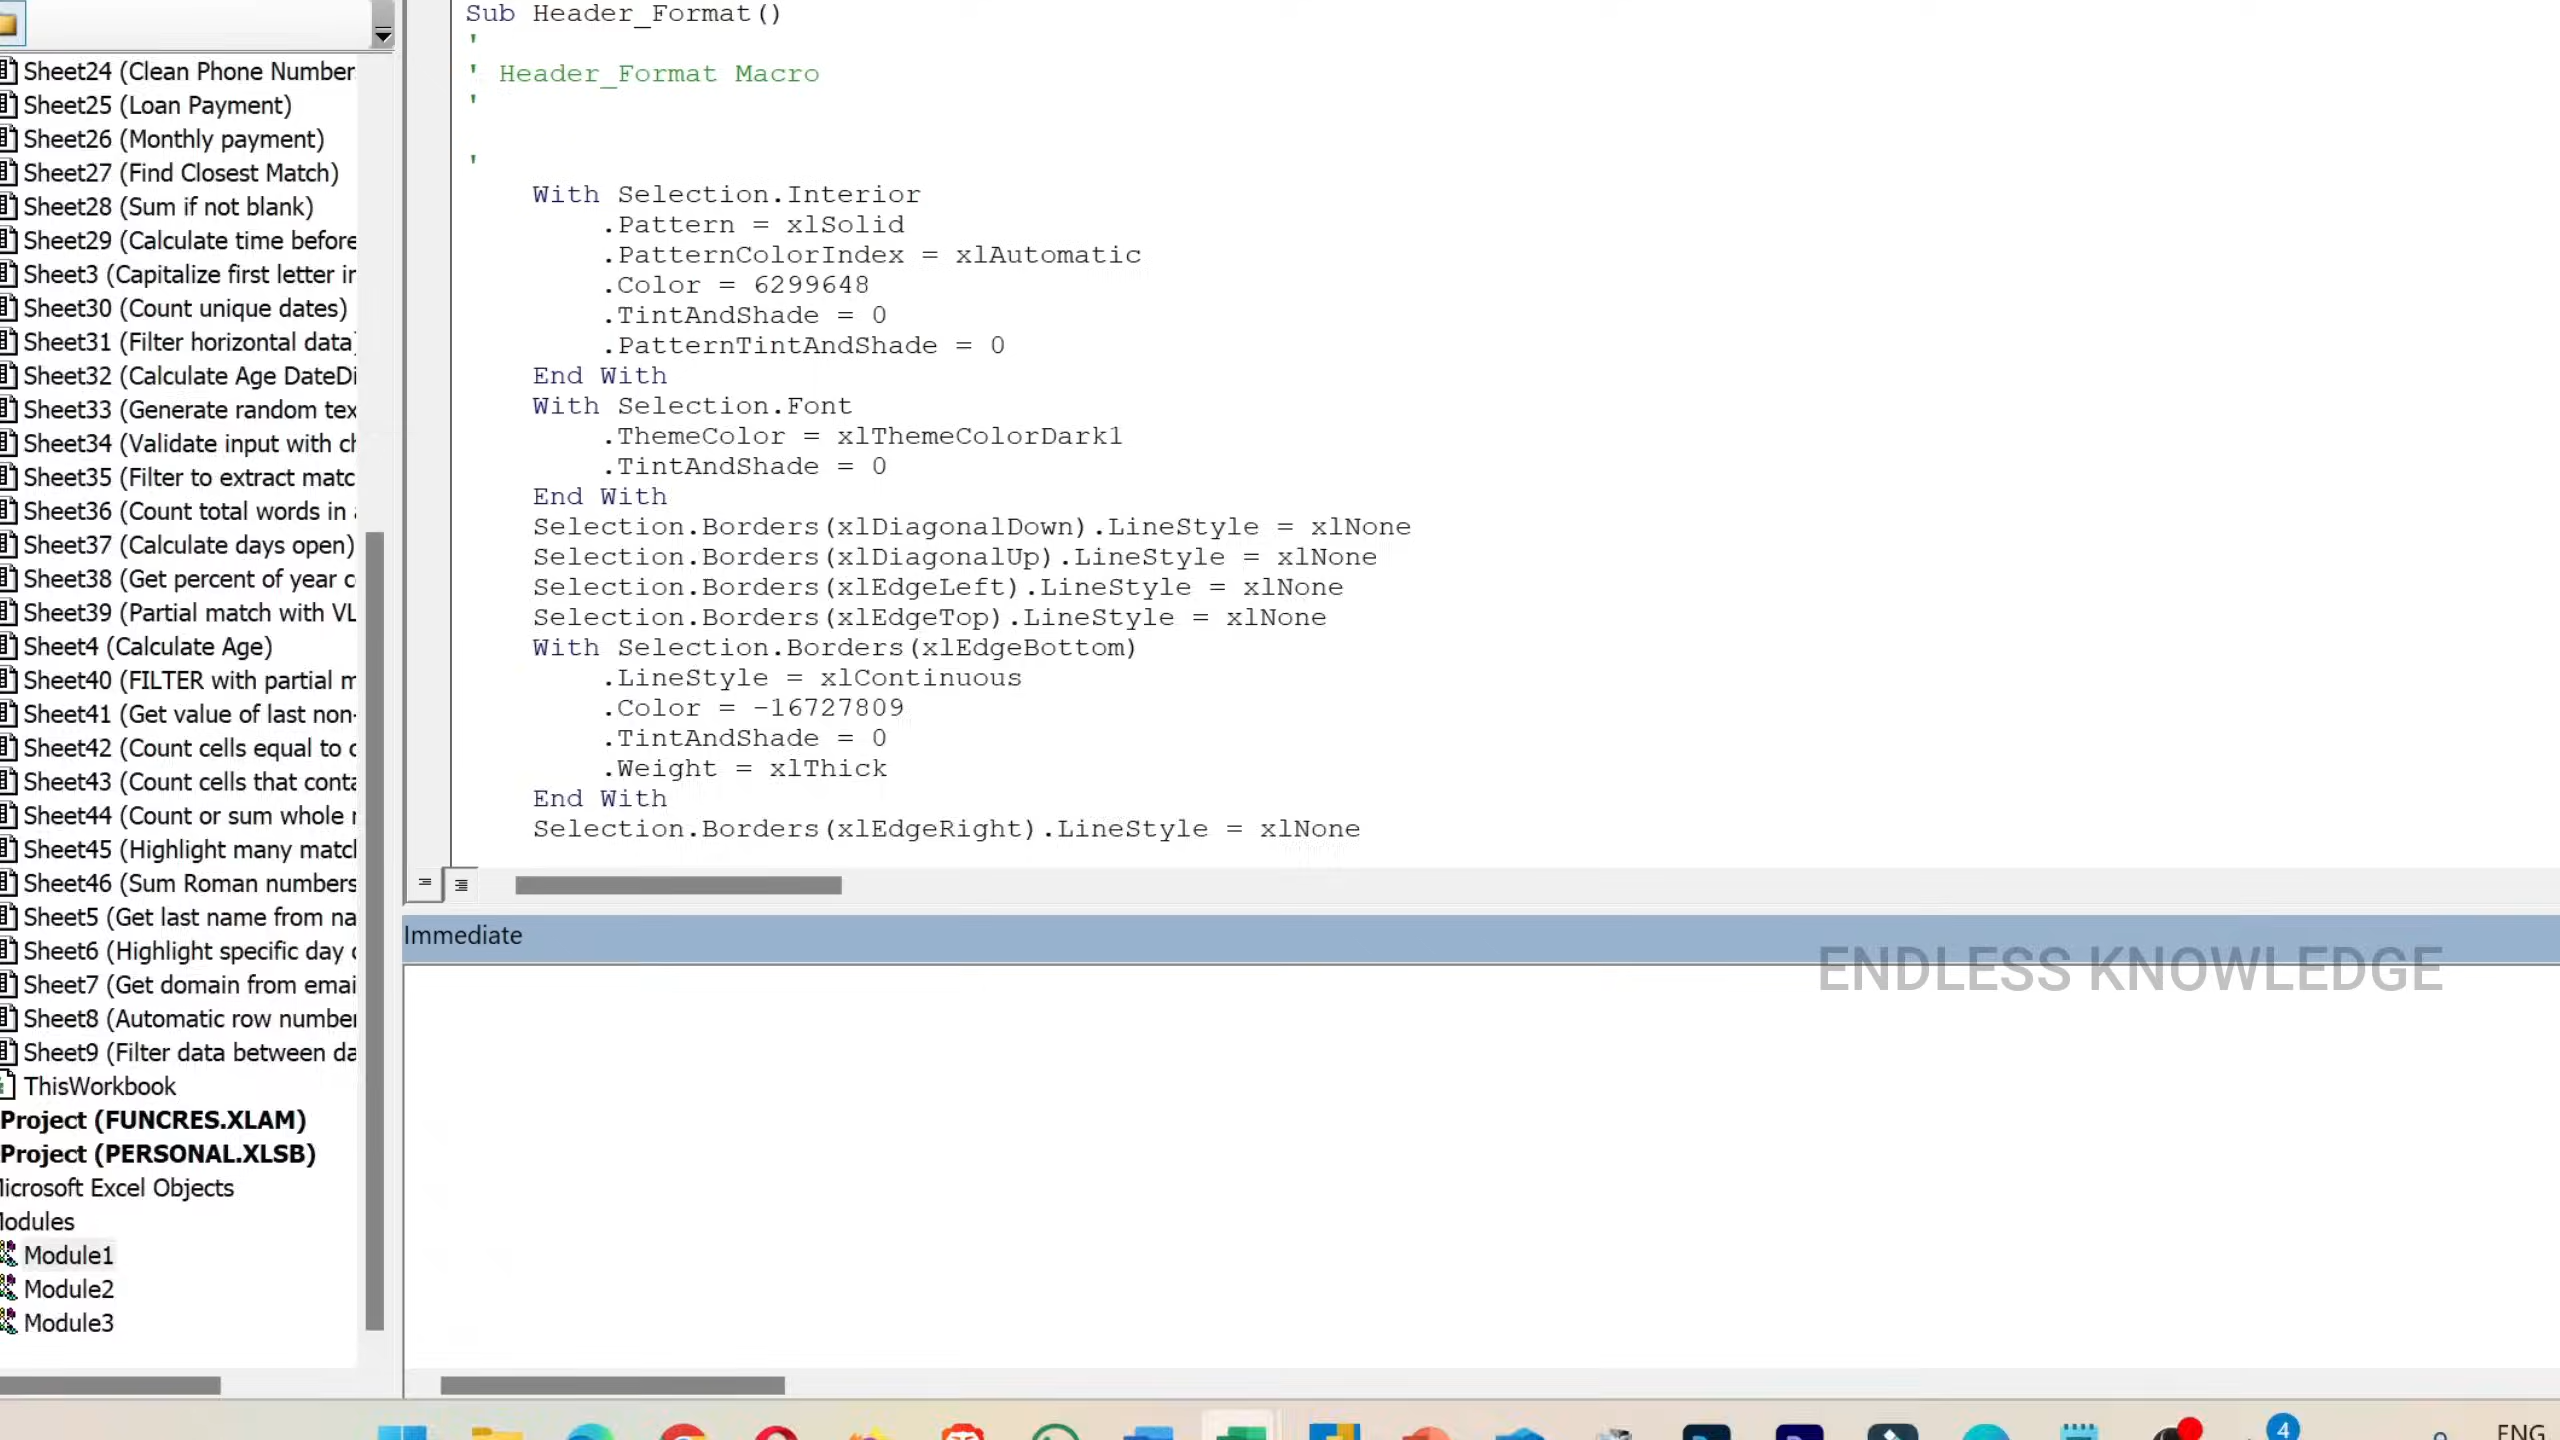 Sheet24 (Clean Phone Number
Sheet25 (Loan Payment)
Sheet26 (Monthly payment)
Sheet27 (Find Closest Match)
Sheet28 (Sum if not blank)
Sheet29 (Calculate time before
Sheet3 (Capitalize first letter in
Sheet30 (Count unique dates)
Sheet31 (Filter horizontal data)
Sheet32 (Calculate Age DateDi
Sheet33 (Generate random tex
Sheet34 (Validate input with ch
Sheet35 (Filter to extract matc
Sheet36 (Count total words in a
Sheet37 (Calculate days open)
Sheet38 (Get percent of year c
Sheet39 (Partial match with VL
Sheet4 (Calculate Age)
Sheet40 (FILTER with partial m
Sheet41 (Get value of last non-
Sheet42 (Count cells equal to c
Sheet43 (Count cells that conta
Sheet44 (Count or sum whole n
Sheet45 (Highlight many match
Sheet46 (Sum Roman numbers
Sheet5 (Get last name from na
Sheet6 (Highlight specific day o
Sheet7 (Get domain from emai
Sheet8 (Automatic row number
Sheet9 (Filter data between da
ThisWorkbook
Project (FUNCRES.XLAM)
Project (PERSONAL.XLSB)
Microsoft Excel Objects
Modules
Module1
Module2
Module3
Sub Header_Format()
'
' Header_Format Macro
'
'
With Selection.Interior
.Pattern = xlSolid
.PatternColorIndex = xlAutomatic
.Color = 6299648
.TintAndShade = 0
.PatternTintAndShade = 0
End With
With Selection.Font
.ThemeColor = xlThemeColorDark1
.TintAndShade = 0
End With
Selection.Borders(xlDiagonalDown).LineStyle = xlNone
Selection.Borders(xlDiagonalUp).LineStyle = xlNone
Selection.Borders(xlEdgeLeft).LineStyle = xlNone
Selection.Borders(xlEdgeTop).LineStyle = xlNone
With Selection.Borders(xlEdgeBottom)
.LineStyle = xlContinuous
.Color = -16727809
.TintAndShade = 0
.Weight = xlThick
End With
Selection.Borders(xlEdgeRight).LineStyle = xlNone
Immediate
ENDLESS KNOWLEDGE
4
ENG